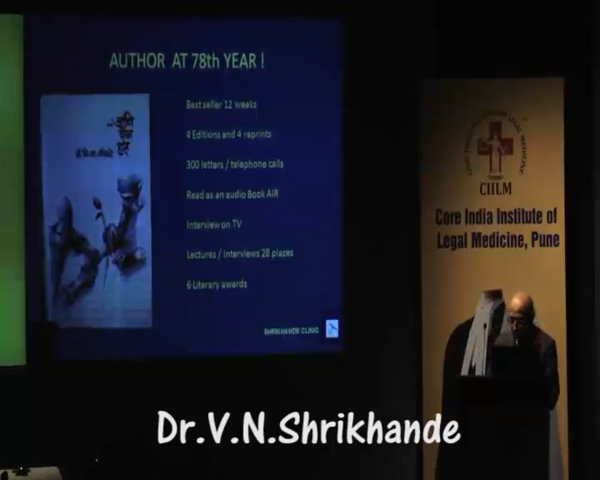 AUTHOR AT 78th YEAR !
Best seller 12 weeks
4 Editions and 4 reprints
300 letters / telephone calls
Read as an audio Book AIR
Interview on TV
Lectures / Interviews 28 places
6 Literary awards
SHRIKHANDE CLINIC
CIILM
Core India Institute of
Legal Medicine, Pune
Dr.V.N.Shrikhande